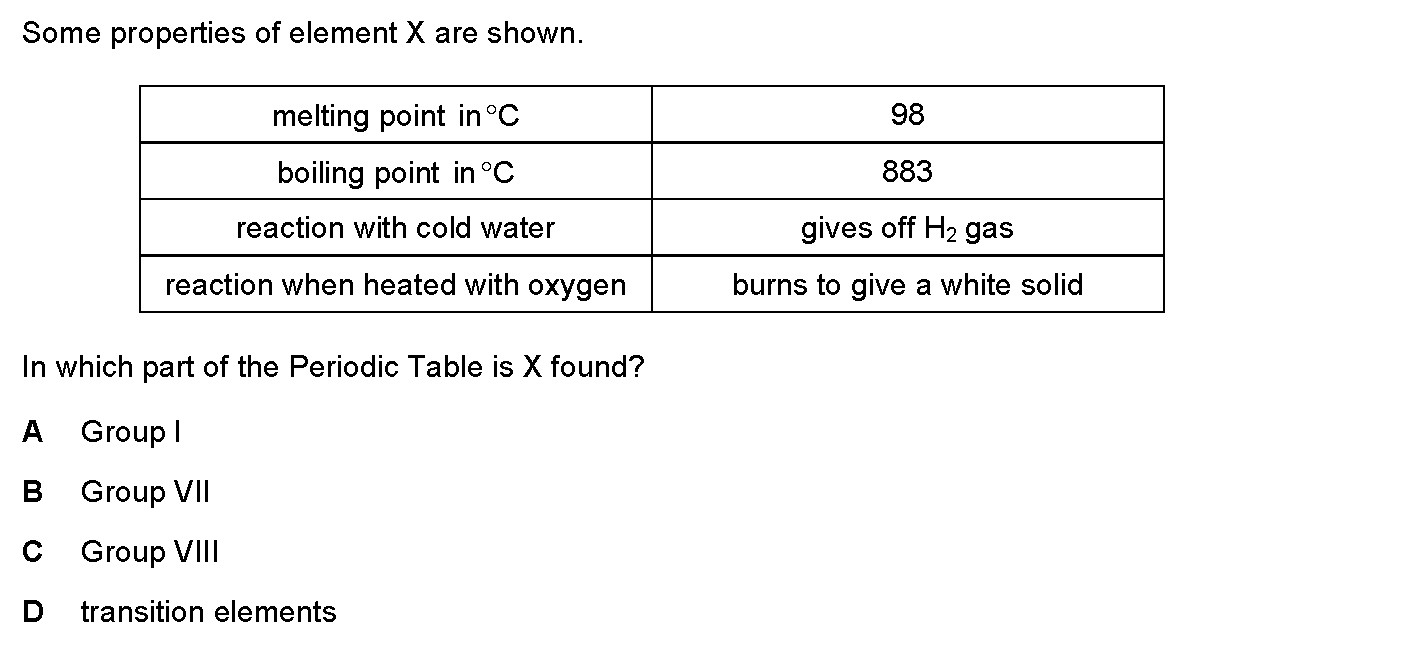 Some properties of element X are shown.
melting point in °C 98
boiling point in °C 883
reaction with cold water gives off H₂ gas
reaction when heated with oxygen burns to give a white solid
In which part of the Periodic Table is X found?
A Group I
B Group VII
C Group VIII
D transition elements